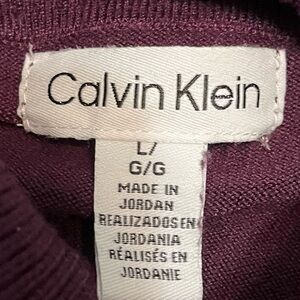 Calvin Klein
L/
G/G
MADE IN
JORDAN
REALIZADOS EN
JORDANIA
RÉALISÉS EN
JORDANIE